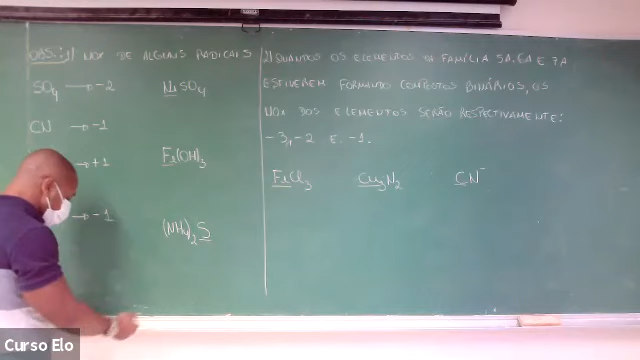 OBS: 1) NOX DE ALGUNS RADICAIS
SO4 → -2
NiSO4
CN → -1
→ +1
Fe(OH)3
→ -1
(NH4)2S
2) QUANDO OS ELEMENTOS DA FAMÍLIA 5A, 6A E 7A
ESTIVEREM FORMANDO COMPOSTOS BINÁRIOS, OS
NOX DOS ELEMENTOS SERÃO RESPECTIVAMENTE:
-3, -2 E -1.
FeCl3
Cu3N2
CN-
Curso Elo